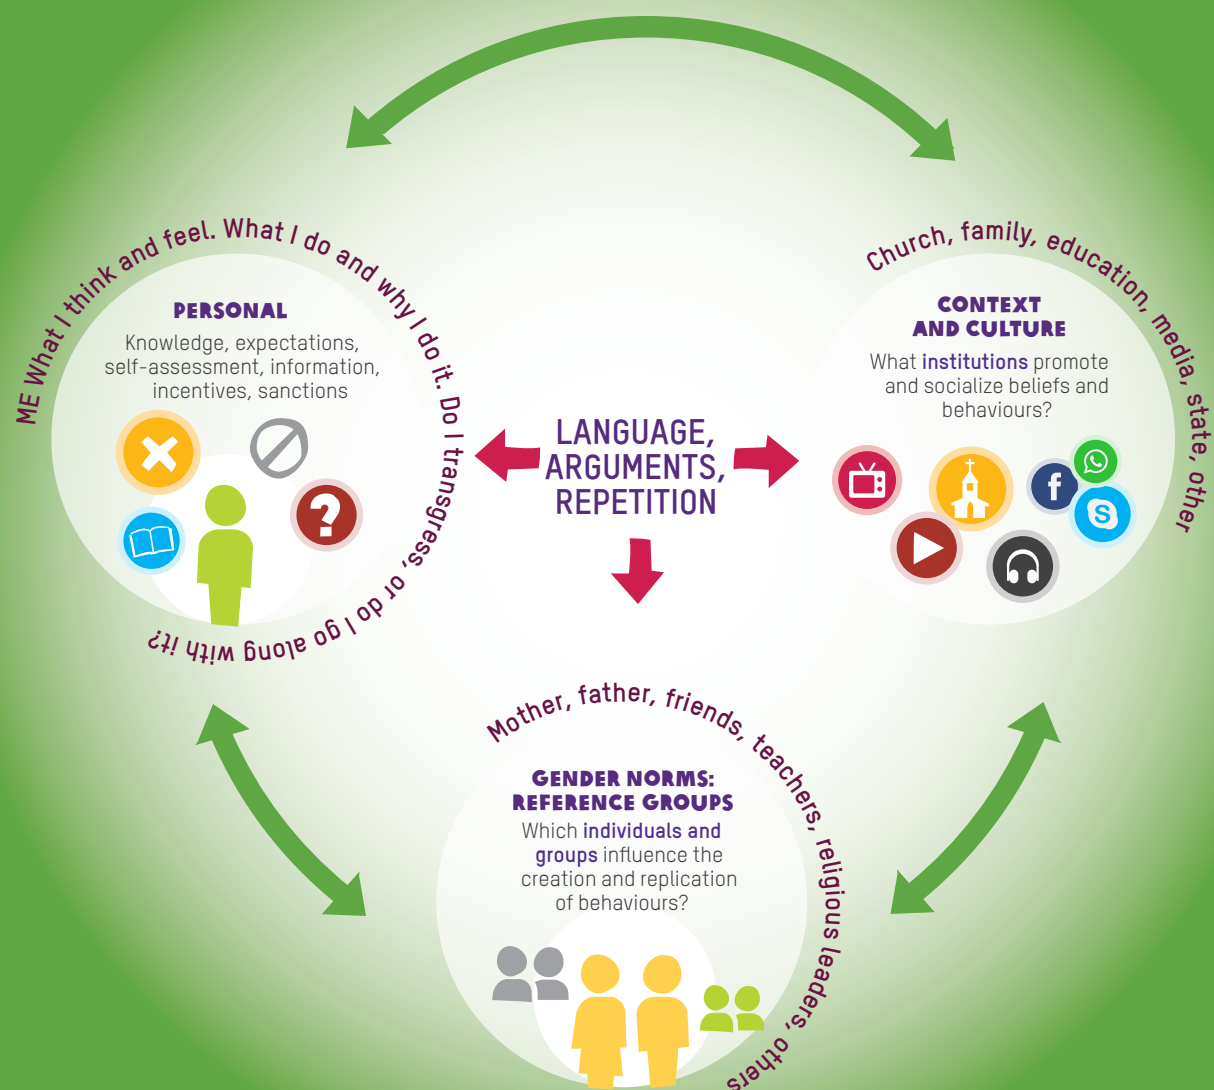 ME What I think and feel. What I do and why I do it. Do I transgress, or do I go along with it?
PERSONAL
Knowledge, expectations,
self-assessment, information,
incentives, sanctions
?
LANGUAGE,
ARGUMENTS,
REPETITION
Church, family, education, media, state, other
CONTEXT
AND CULTURE
What institutions promote
and socialize beliefs and
behaviours?
f
S
Mother, father, friends, teachers, religious leaders, others
GENDER NORMS:
REFERENCE GROUPS
Which individuals and
groups influence the
creation and replication
of behaviours?